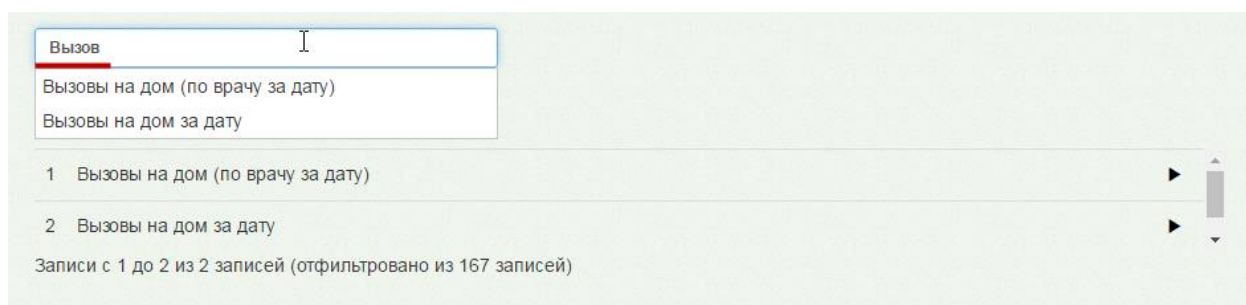 Вызов
Вызовы на дом (по врачу за дату)
Вызовы на дом за дату
1 Вызовы на дом (по врачу за дату)
2 Вызовы на дом за дату
Записи с 1 до 2 из 2 записей (отфильтровано из 167 записей)